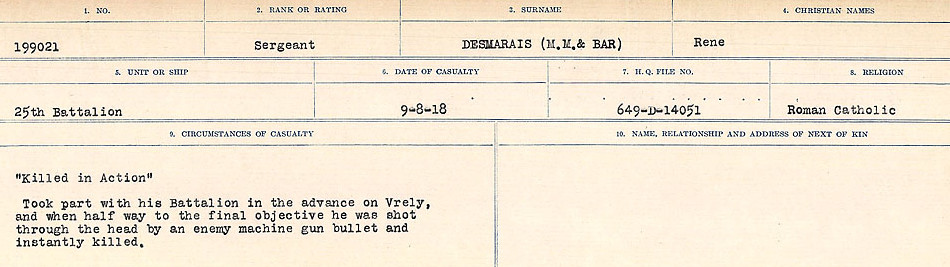 1. NO. 2. RANK OR RATING 3. SURNAME 4. CHRISTIAN NAMES
199021 Sergeant DESMARAIS (M.M.& BAR) Rene
5. UNIT OR SHIP 6. DATE OF CASUALTY 7. H. Q. FILE NO. 8. RELIGION
25th Battalion 9-8-18 649-D-14051 Roman Catholic
9. CIRCUMSTANCES OF CASUALTY 10. NAME, RELATIONSHIP AND ADDRESS OF NEXT OF KIN
"Killed in Action"
Took part with his Battalion in the advance on Vrely,
and when half way to the final objective he was shot
through the head by an enemy machine gun bullet and
instantly killed.